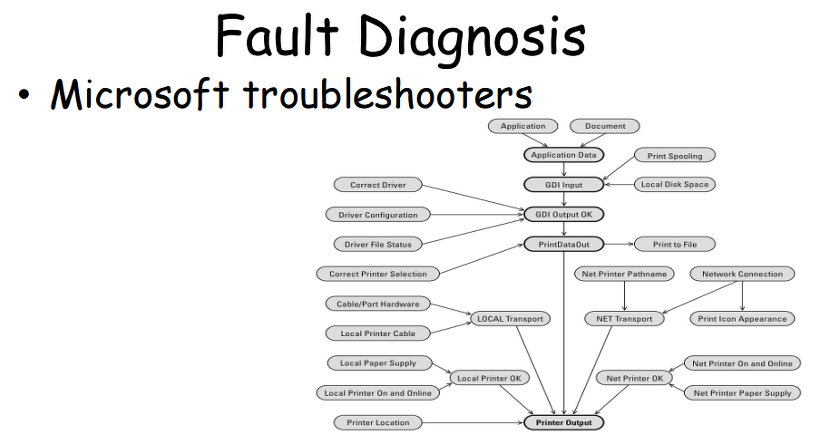 Fault Diagnosis
• Microsoft troubleshooters
Application Document
Application Data Print Spooling
Correct Driver GDI Input Local Disk Space
Driver Configuration GDI Output OK
Driver File Status PrintDataOut Print to File
Correct Printer Selection Net Printer Pathname Network Connection
Cable/Port Hardware
LOCAL Transport NET Transport Print Icon Appearance
Local Printer Cable
Local Paper Supply Net Printer On and Online
Local Printer OK Net Printer OK
Local Printer On and Online Net Printer Paper Supply
Printer Location Printer Output